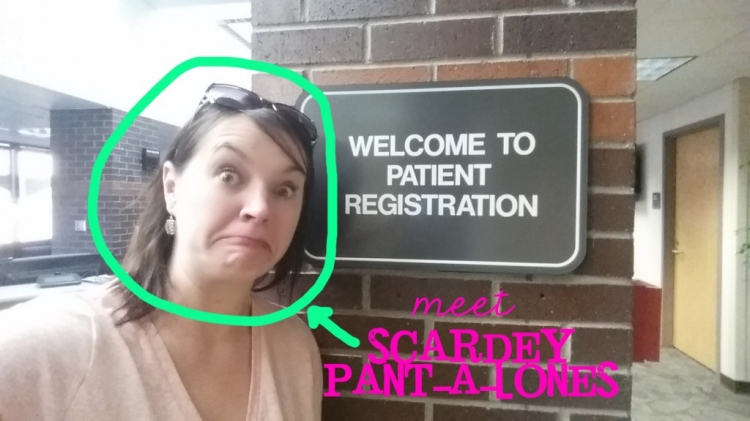 WELCOME TO
PATIENT
REGISTRATION
meet
SCARDEY
PANT-A-LONES